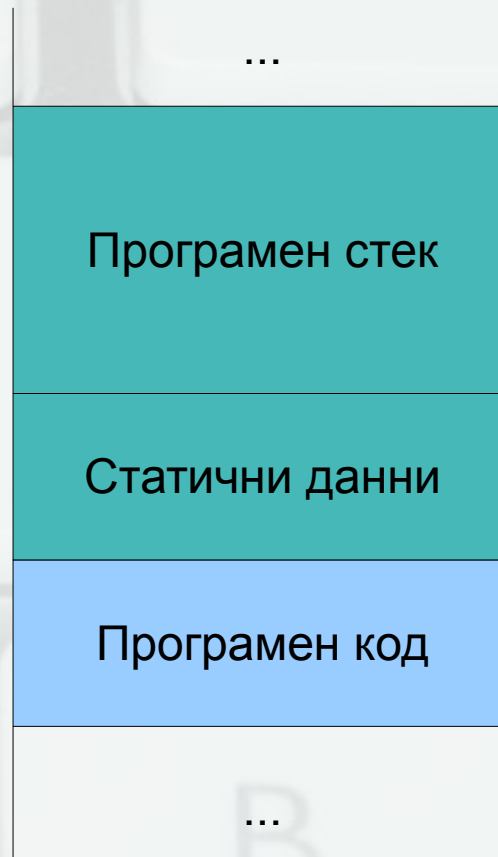 ...
Програмен стек
Статични данни
Програмен код
...
B